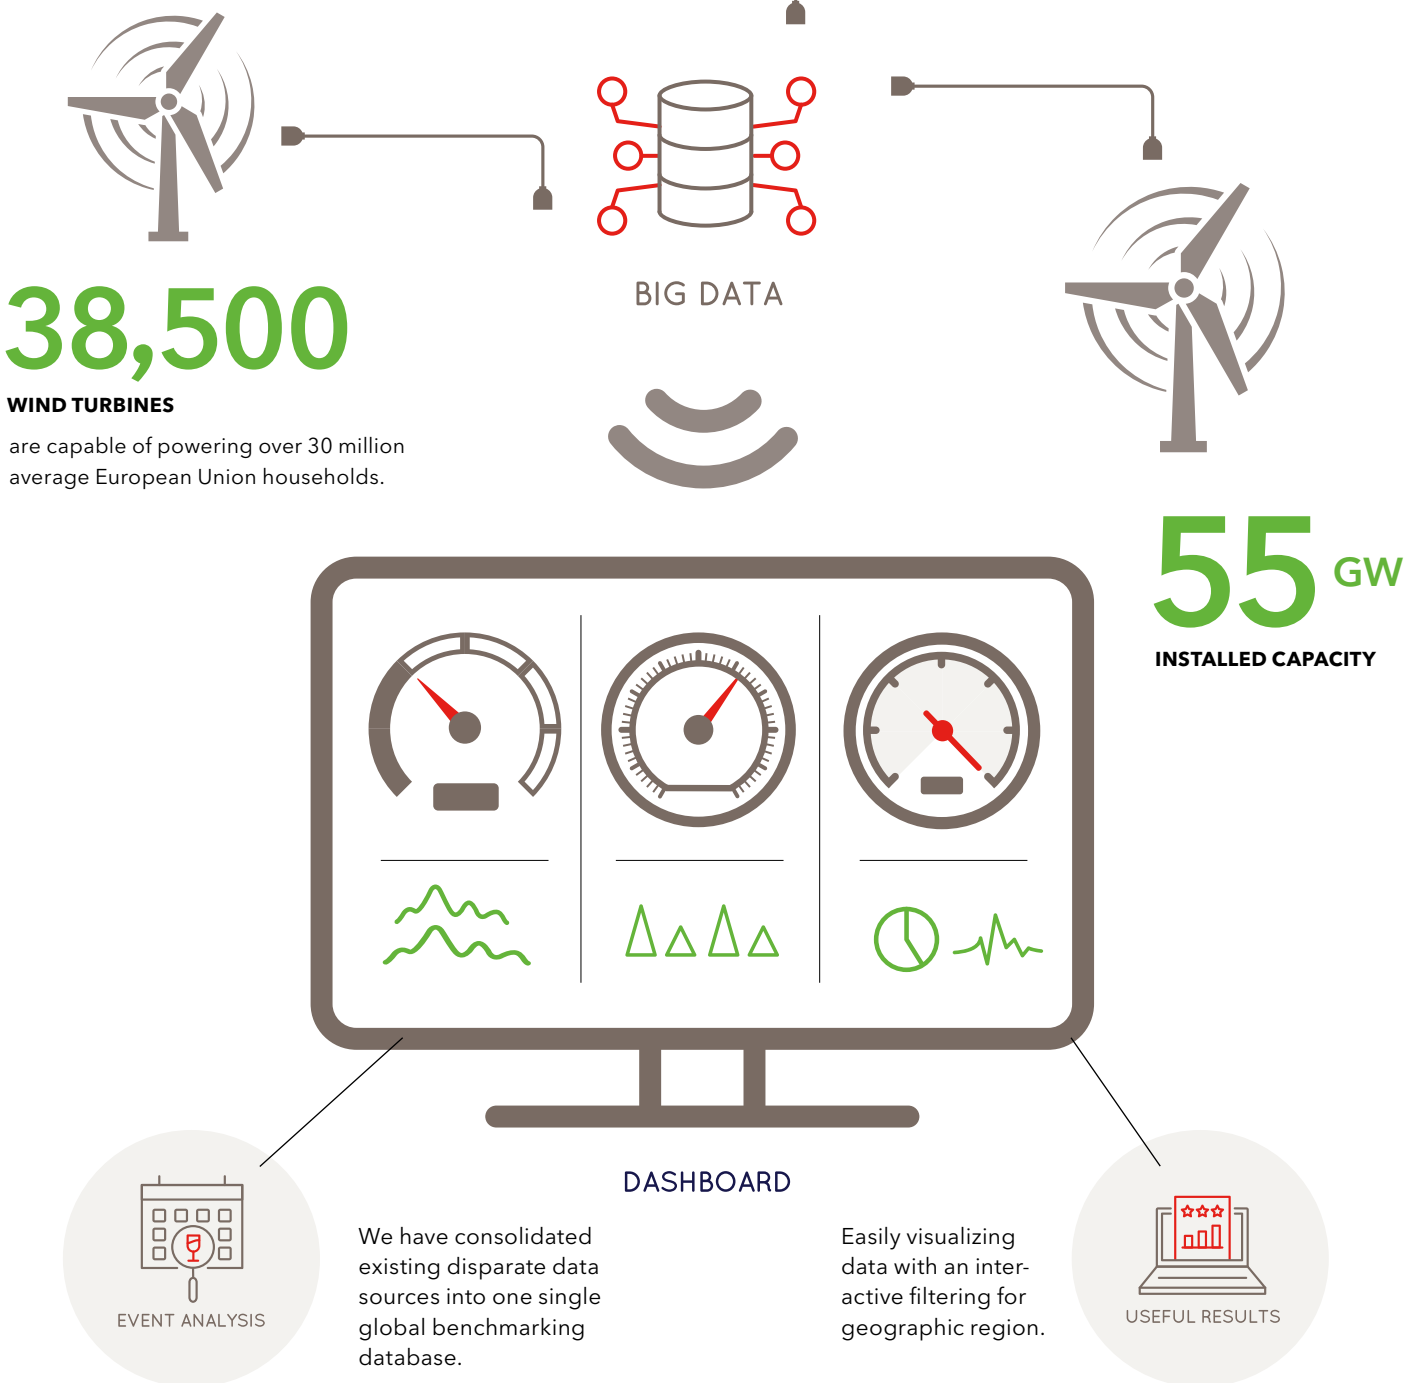 BIG DATA
38,500
WIND TURBINES
are capable of powering over 30 million
average European Union households.
55 GW
INSTALLED CAPACITY
DASHBOARD
EVENT ANALYSIS
We have consolidated
existing disparate data
sources into one single
global benchmarking
database.
Easily visualizing
data with an inter-
active filtering for
geographic region.
USEFUL RESULTS